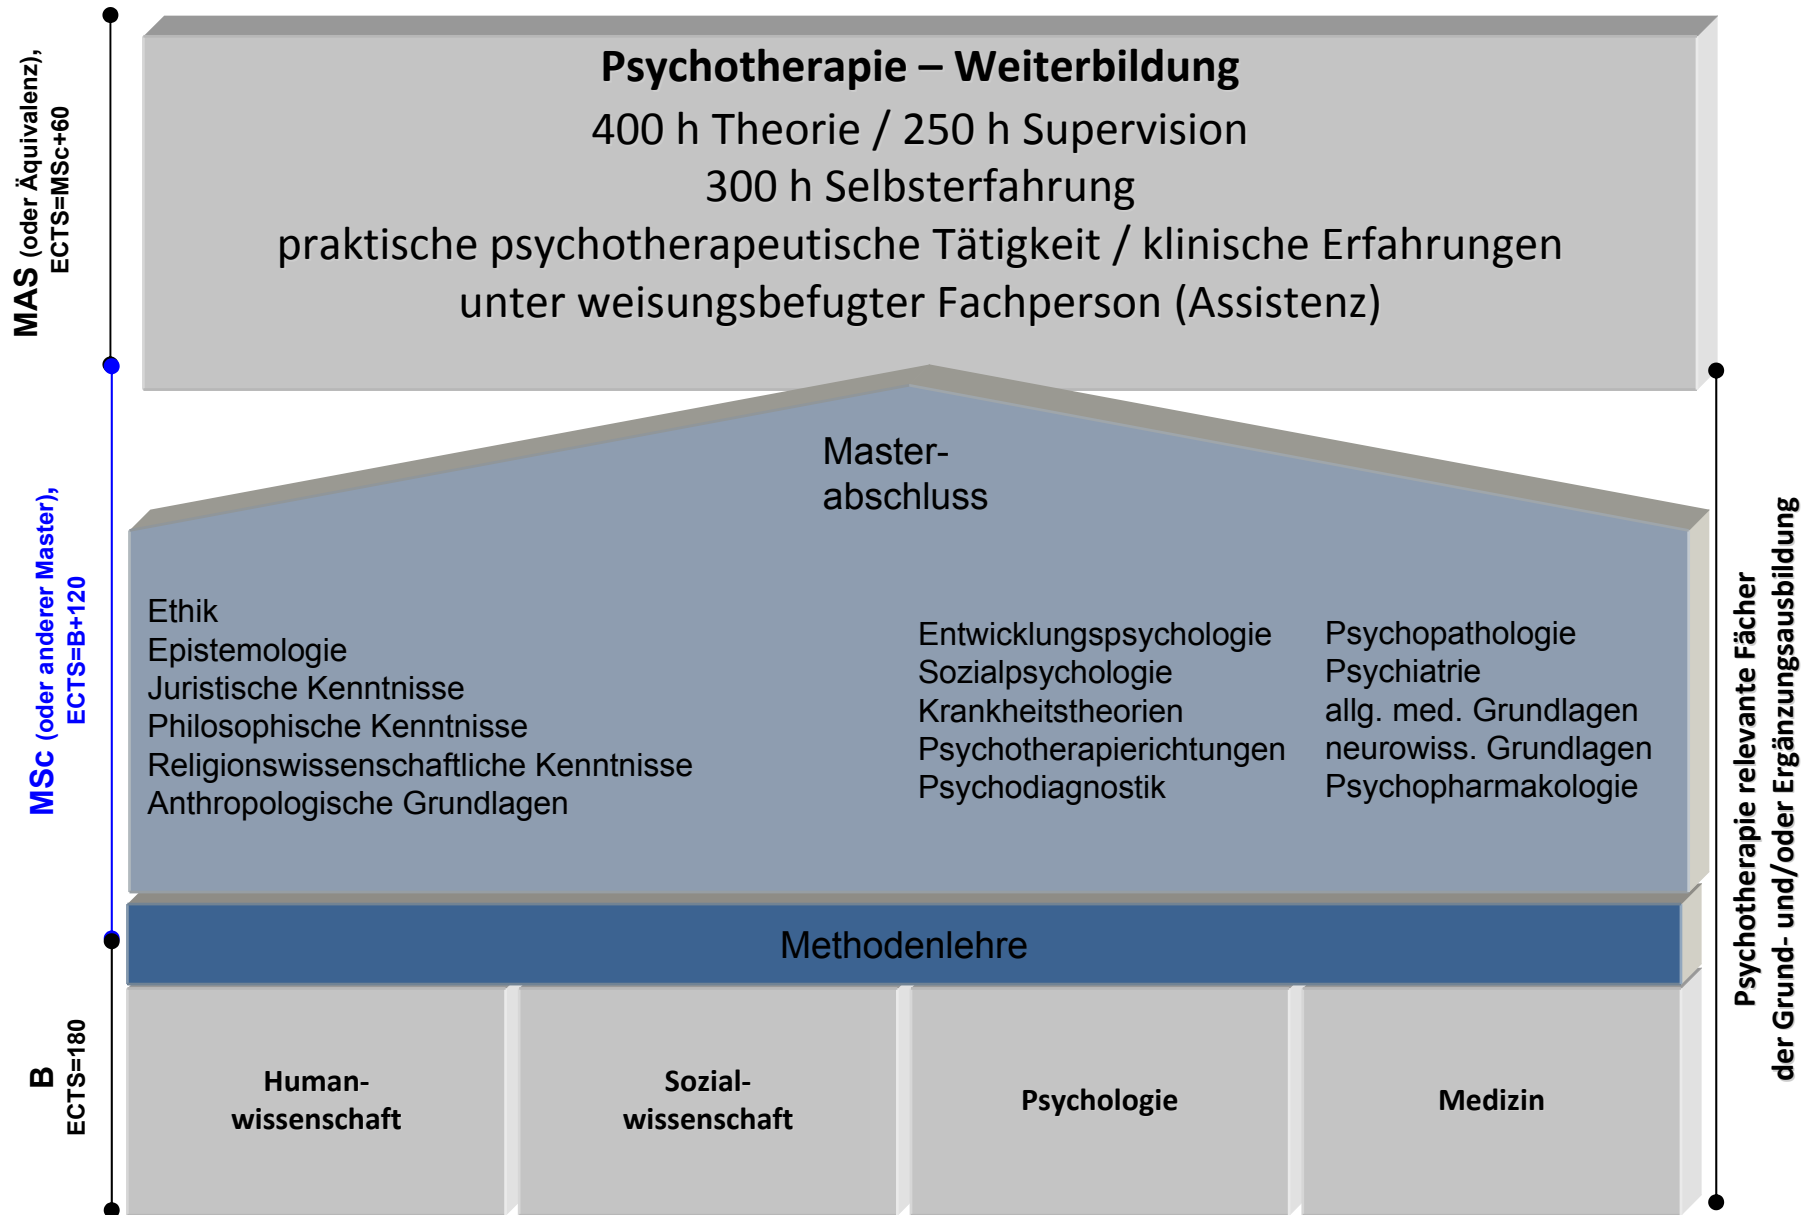 Psychotherapie – Weiterbildung
400 h Theorie / 250 h Supervision
300 h Selbsterfahrung
praktische psychotherapeutische Tätigkeit / klinische Erfahrungen
unter weisungsbefugter Fachperson (Assistenz)
MAS (oder Äquivalenz),
ECTS=MSc+60
Master-
abschluss
MSc (oder anderer Master),
ECTS=B+120
Ethik
Epistemologie
Juristische Kenntnisse
Philosophische Kenntnisse
Religionswissenschaftliche Kenntnisse
Anthropologische Grundlagen
Entwicklungspsychologie
Sozialpsychologie
Krankheitstheorien
Psychotherapierichtungen
Psychodiagnostik
Psychopathologie
Psychiatrie
allg. med. Grundlagen
neurowiss. Grundlagen
Psychopharmakologie
Psychotherapie relevante Fächer
der Grund- und/oder Ergänzungsausbildung
Methodenlehre
B
ECTS=180
Human-
wissenschaft
Sozial-
wissenschaft
Psychologie
Medizin